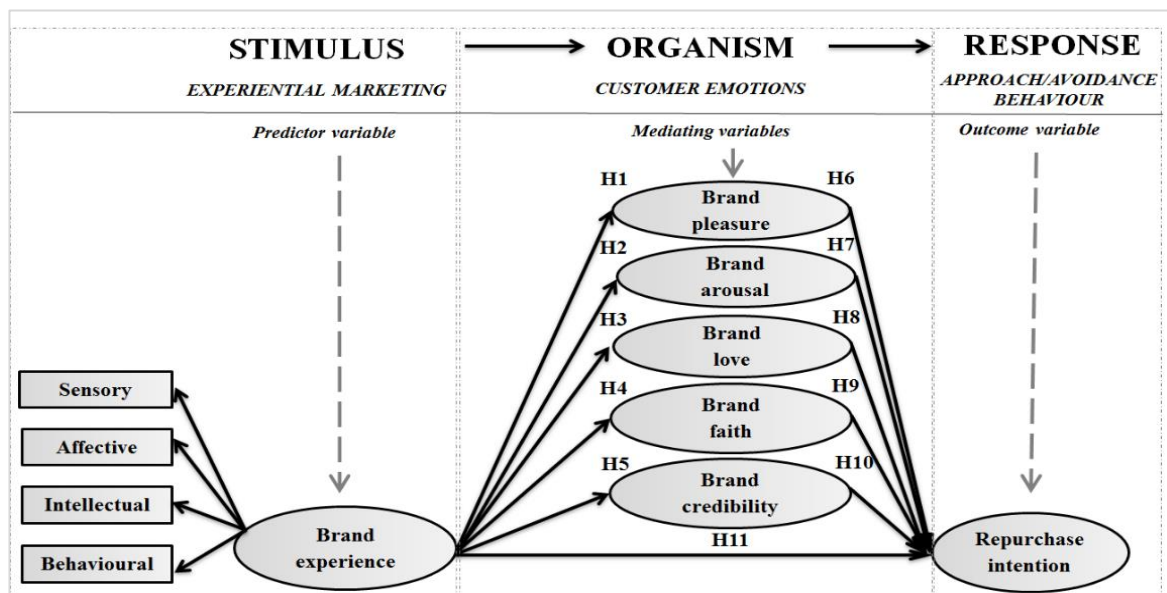 STIMULUS
ORGANISM
RESPONSE
EXPERIENTIAL MARKETING
CUSTOMER EMOTIONS
APPROACH/AVOIDANCE
BEHAVIOUR
Predictor variable
Mediating variables
Outcome variable
H1
H6
Brand
pleasure
H2
H7
Brand
arousal
H3
H8
Brand
love
H4
H9
Brand
faith
H5
H10
Brand
credibility
H11
Sensory
Affective
Intellectual
Behavioural
Brand
experience
Repurchase
intention